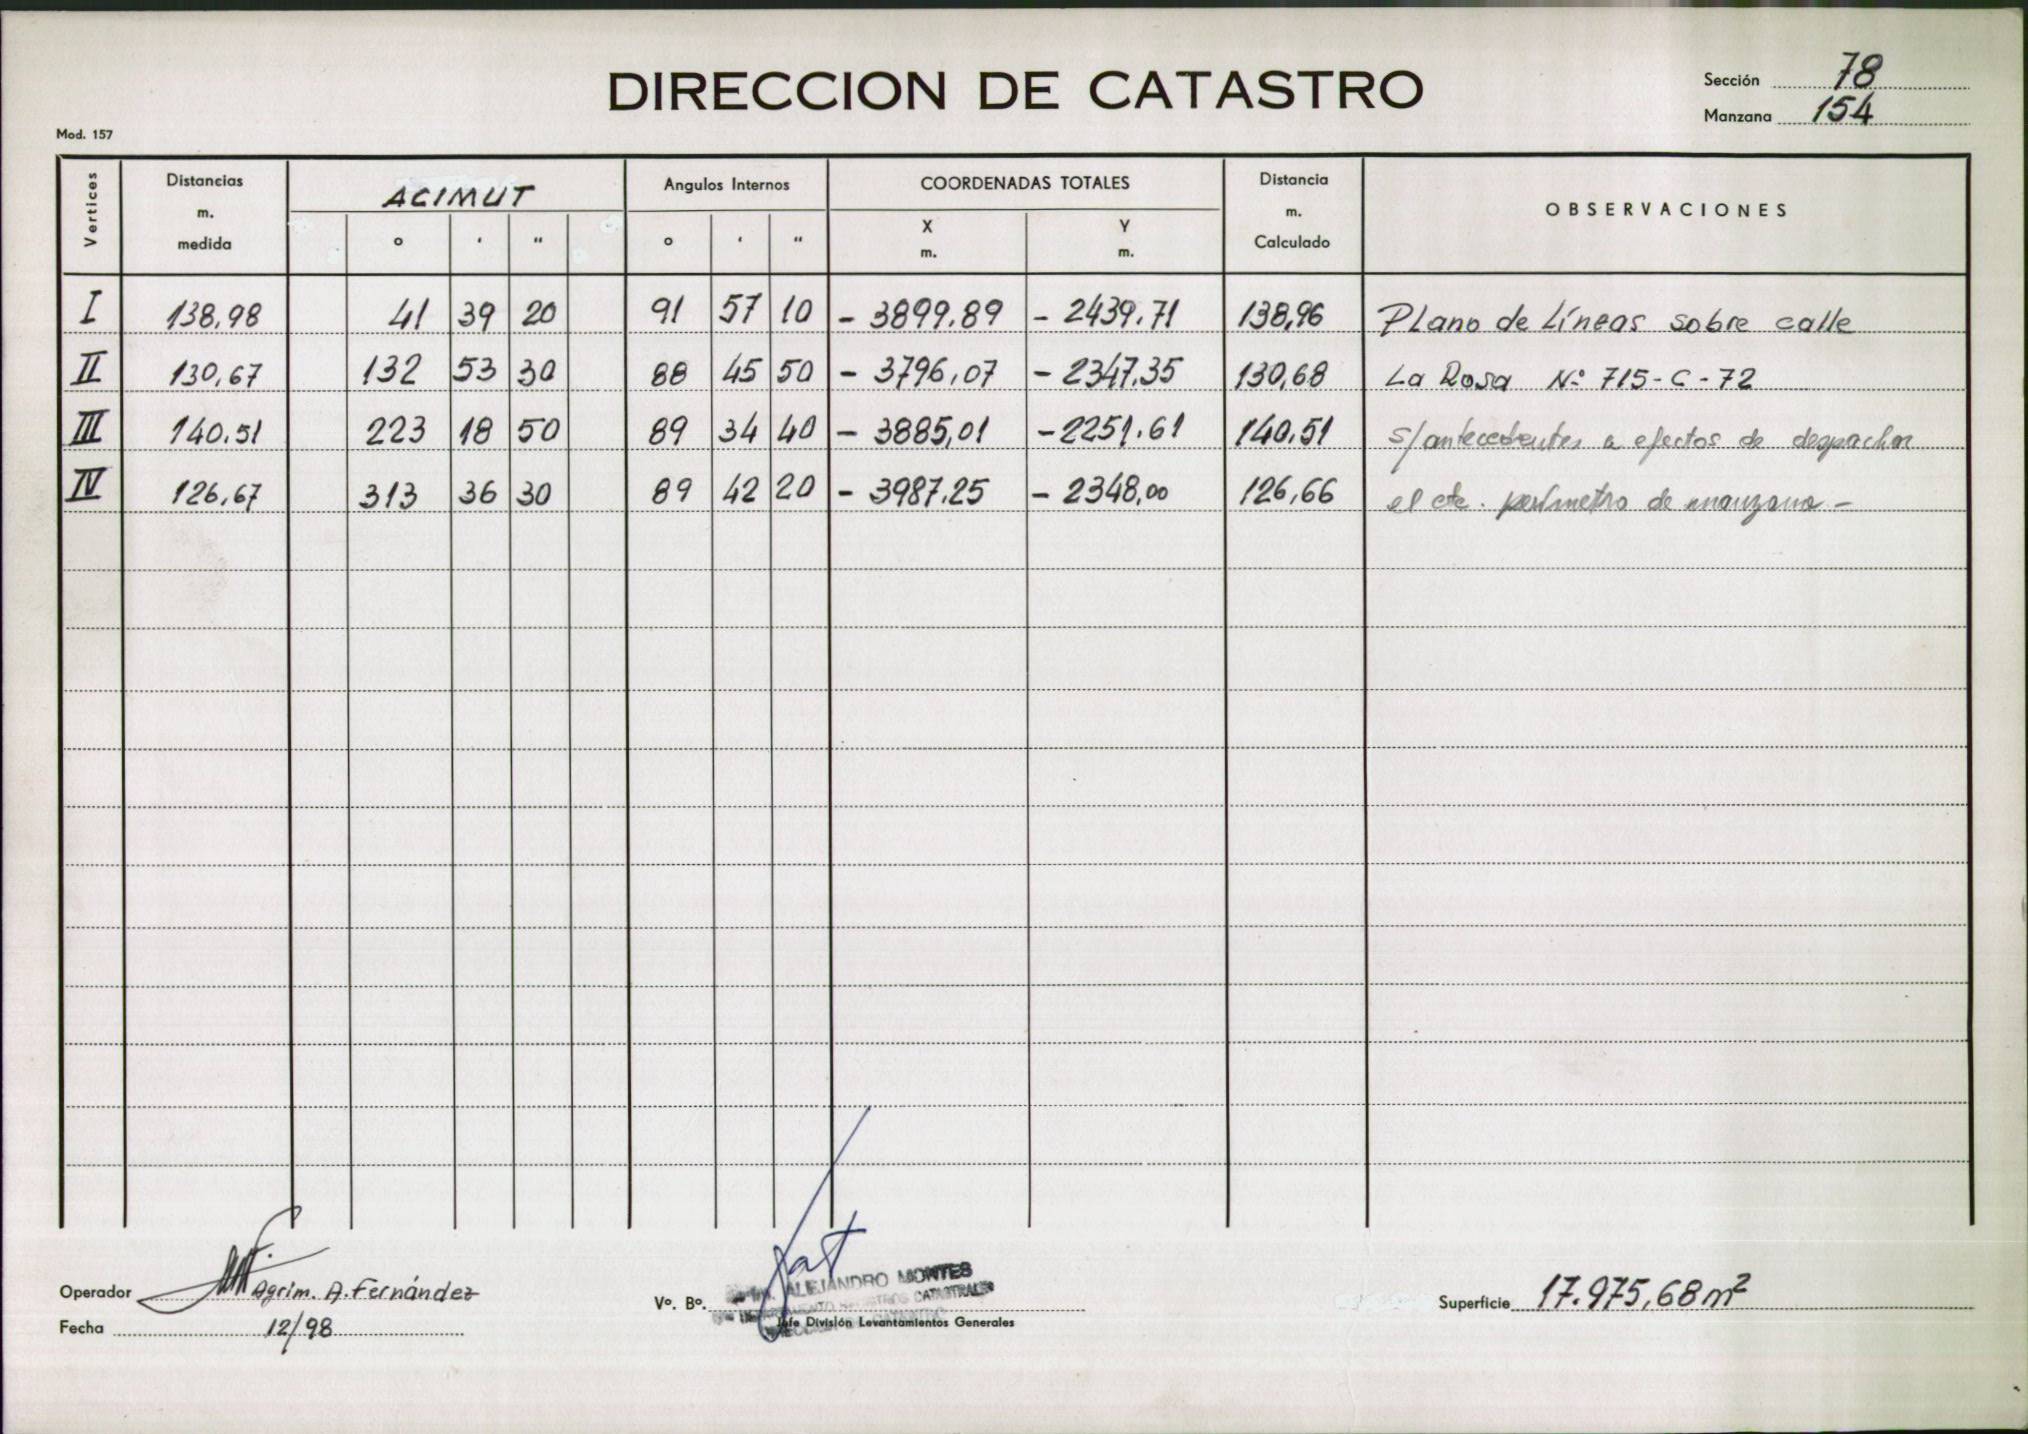 DIRECCION DE CATASTRO
Sección 78
Manzana 154
Mod. 157
Vertices Distancias m. medida ACIMUT ° ' " Angulos Internos ° ' " COORDENADAS TOTALES X m. Y m. Distancia m. Calculado OBSERVACIONES
I 138,98 41 39 20 91 57 10 - 3899.89 - 2439.71 138,96 Plano de Líneas sobre calle
II 130,67 132 53 30 88 45 50 - 3796,07 - 2347.35 130,68 La Rosa Nº 715-C-72
III 140.51 223 18 50 89 34 40 - 3885,01 -2251.61 140.51 s/antecedentes a efectos de despachar
IV 126,67 313 36 30 89 42 20 - 3987.25 - 2348,00 126,66 el cte. perímetro de manzana.-
Operador Agrim. A. Fernández
Fecha 12/98
Vº. Bº. ALEJANDRO MONTES
DEPARTAMENTO REGISTROS CATASTRALES
Jefe División Levantamientos Generales
Superficie 17.975,68 m²